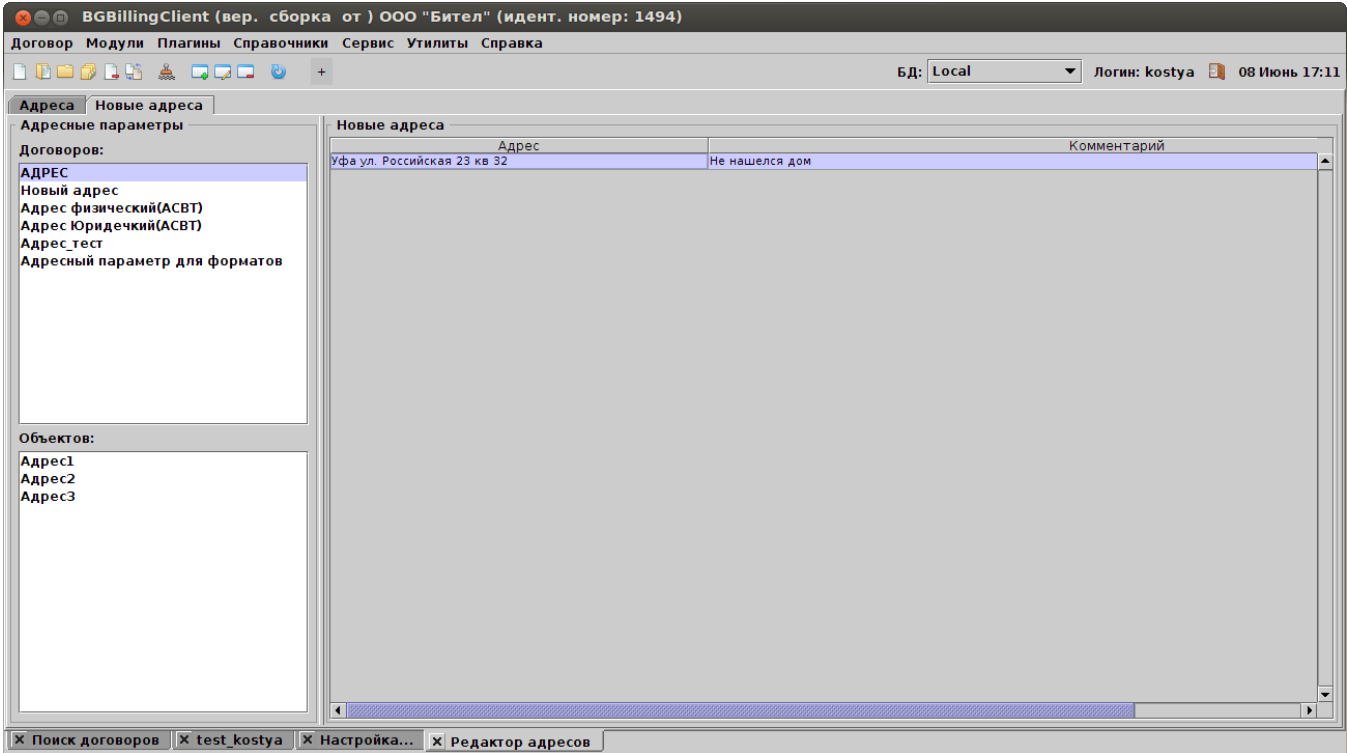 BGBillingClient (вер. сборка от ) ООО "Бител" (идент. номер: 1494)
Договор Модули Плагины Справочники Сервис Утилиты Справка
+ БД: Local Логин: kostya 08 Июнь 17:11
Адреса Новые адреса
Адресные параметры
Договоров:
АДРЕС
Новый адрес
Адрес физический(АСВТ)
Адрес Юридечкий(АСВТ)
Адрес_тест
Адресный параметр для форматов
Объектов:
Адрес1
Адрес2
Адрес3
Новые адреса
Адрес Комментарий
Уфа ул. Российская 23 кв 32 Не нашелся дом
Поиск договоров test_kostya Настройка... Редактор адресов